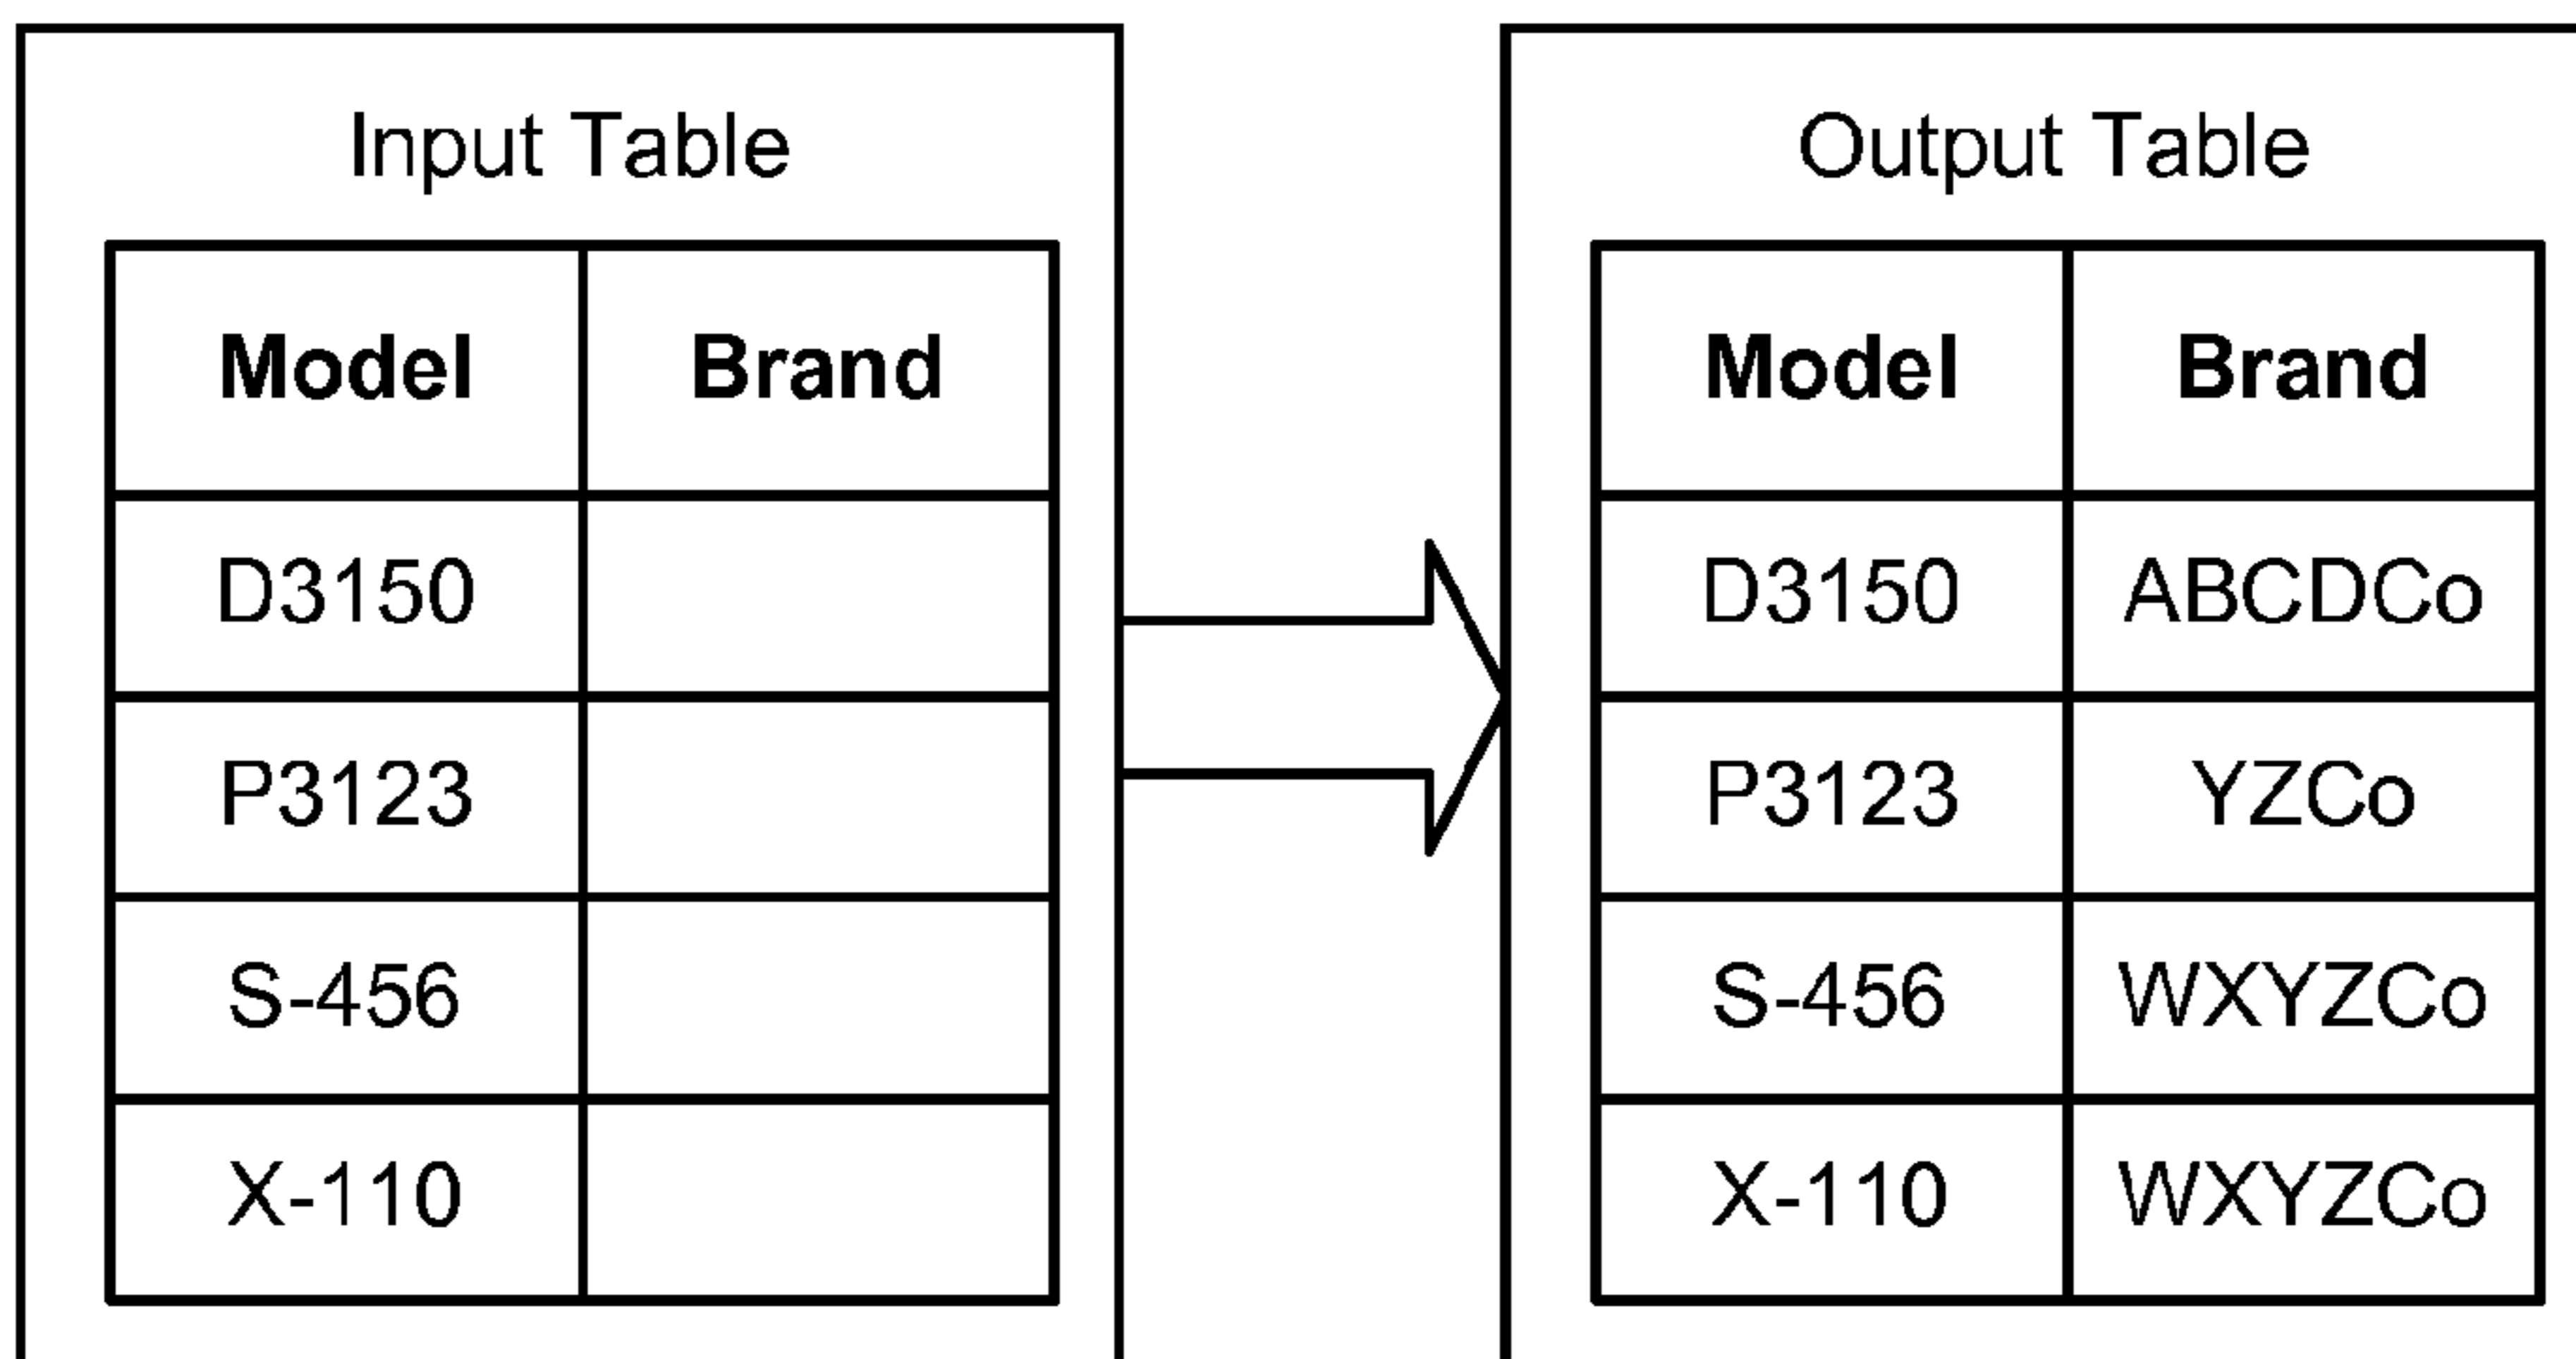 Input Table
Model Brand
D3150
P3123
S-456
X-110
Output Table
Model Brand
D3150 ABCDCo
P3123 YZCo
S-456 WXYZCo
X-110 WXYZCo